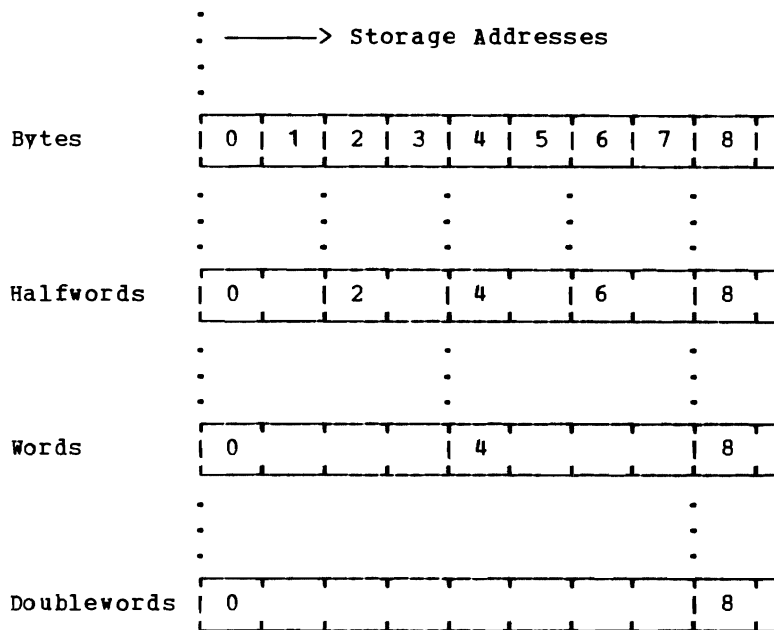 ———> Storage Addresses
Bytes | 0 | 1 | 2 | 3 | 4 | 5 | 6 | 7 | 8 |
Halfwords | 0 | 2 | 4 | 6 | 8
Words | 0 | 4 | 8
Doublewords | 0 | 8